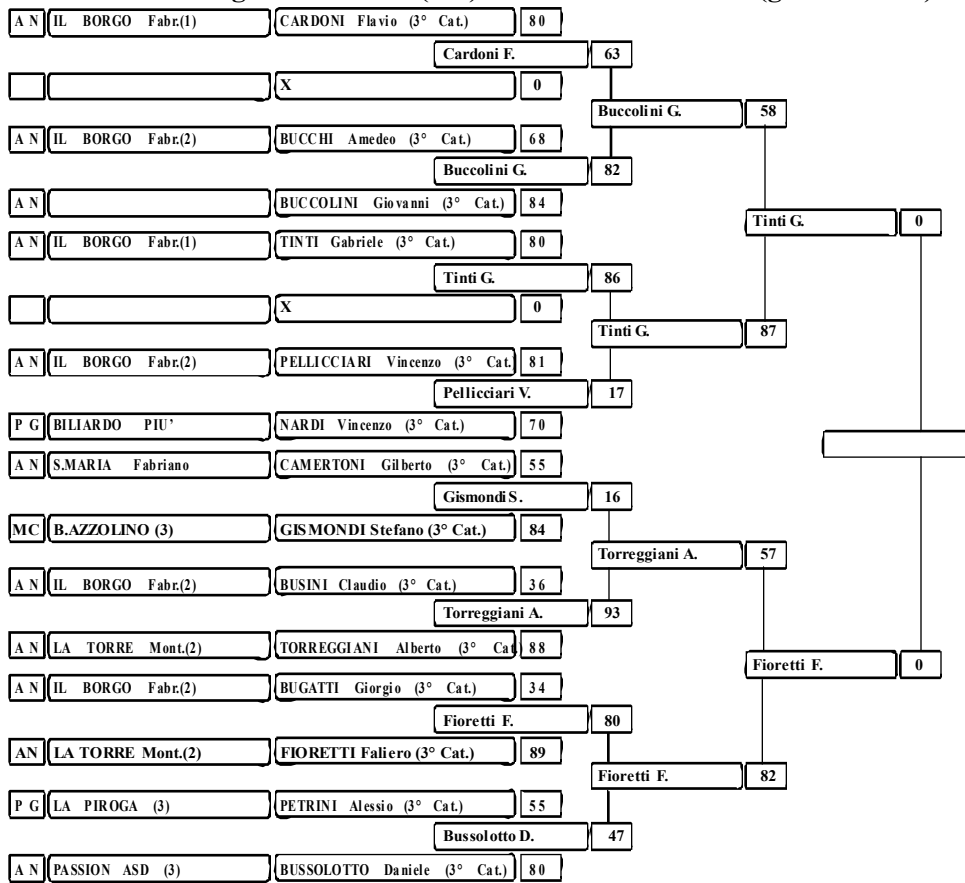 A N IL BORGO Fabr.(1) CARDONI Flavio (3° Cat.) 80
Cardoni F. 63
X 0
Buccolini G. 58
A N IL BORGO Fabr.(2) BUCCHI Amedeo (3° Cat.) 68
Buccolini G. 82
A N BUCCOLINI Giovanni (3° Cat.) 84
Tinti G. 0
A N IL BORGO Fabr.(1) TINTI Gabriele (3° Cat.) 80
Tinti G. 86
X 0
Tinti G. 87
A N IL BORGO Fabr.(2) PELLICCIARI Vincenzo (3° Cat.) 81
Pellicciari V. 17
P G BILIARDO PIU' NARDI Vincenzo (3° Cat.) 70
A N S.MARIA Fabriano CAMERTONI Gilberto (3° Cat.) 55
Gismondi S. 16
MC B.AZZOLINO (3) GISMONDI Stefano (3° Cat.) 84
Torreggiani A. 57
A N IL BORGO Fabr.(2) BUSINI Claudio (3° Cat.) 36
Torreggiani A. 93
A N LA TORRE Mont.(2) TORREGGIANI Alberto (3° Cat.) 88
Fioretti F. 0
A N IL BORGO Fabr.(2) BUGATTI Giorgio (3° Cat.) 34
Fioretti F. 80
AN LA TORRE Mont.(2) FIORETTI Faliero (3° Cat.) 89
Fioretti F. 82
P G LA PIROGA (3) PETRINI Alessio (3° Cat.) 55
Bussolotto D. 47
A N PASSION ASD (3) BUSSOLOTTO Daniele (3° Cat.) 80